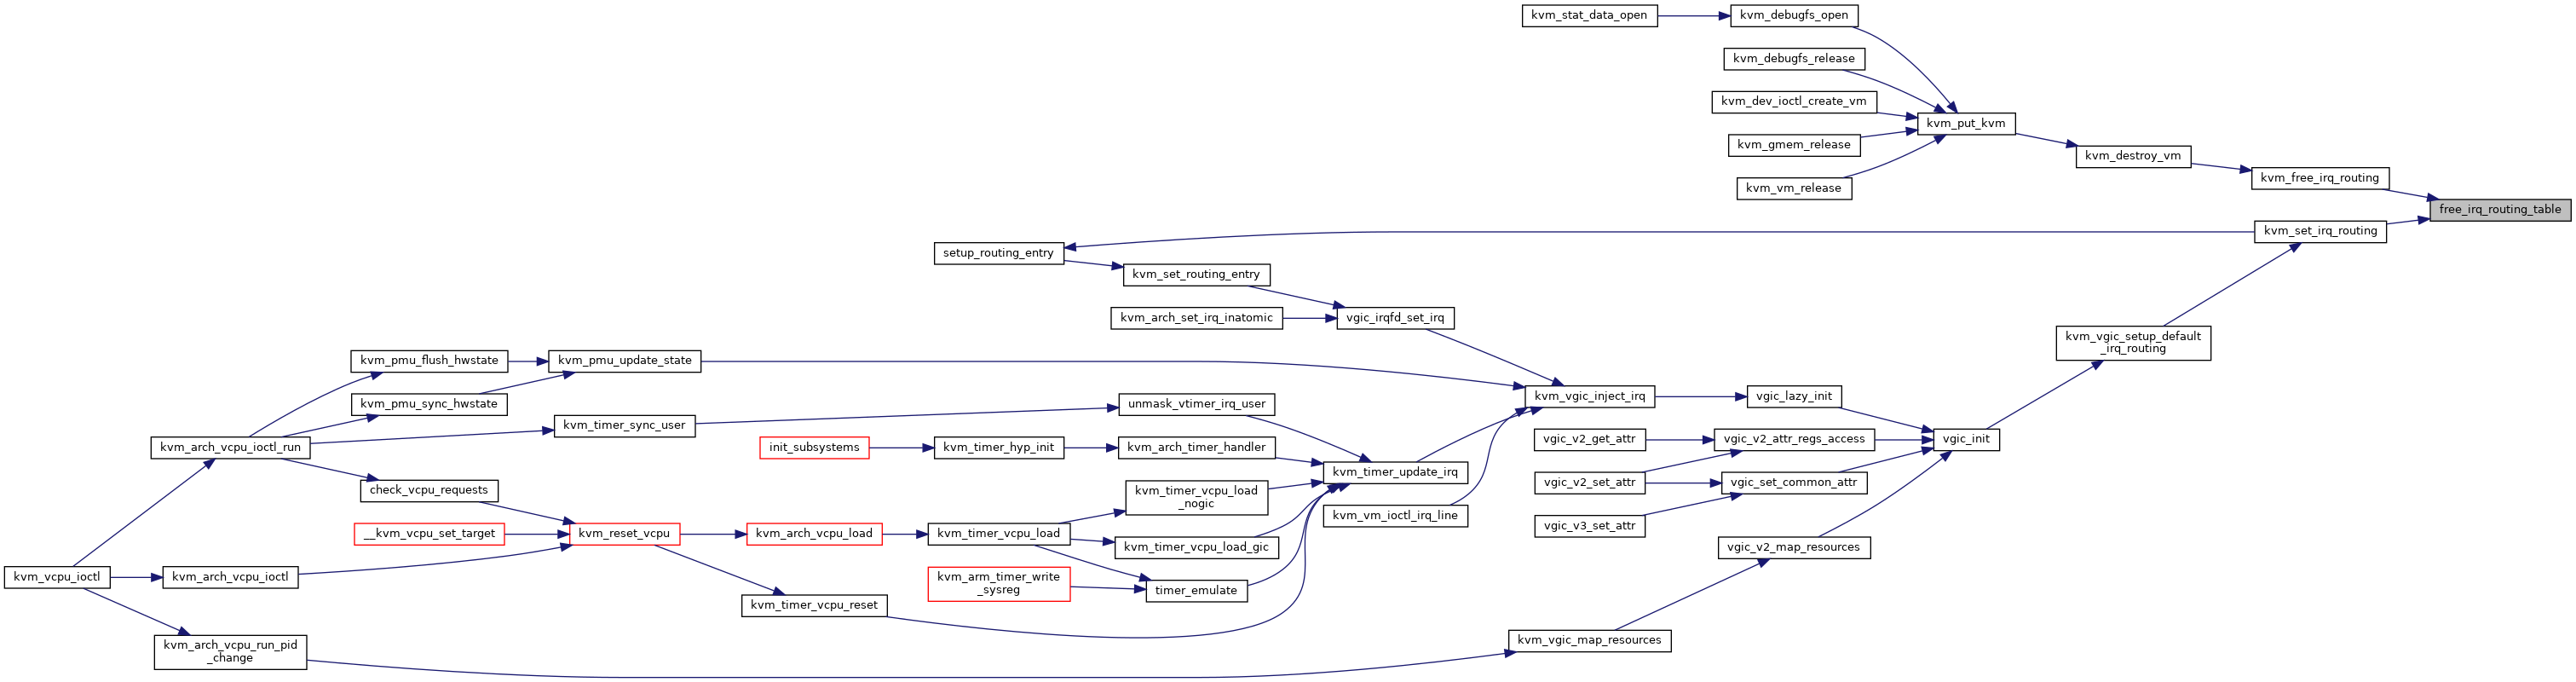 kvm_stat_data_open
kvm_debugfs_open
kvm_debugfs_release
kvm_dev_ioctl_create_vm
kvm_put_kvm
kvm_gmem_release
kvm_destroy_vm
kvm_free_irq_routing
kvm_vm_release
free_irq_routing_table
kvm_set_irq_routing
setup_routing_entry
kvm_set_routing_entry
kvm_arch_set_irq_inatomic
vgic_irqfd_set_irq
kvm_vgic_setup_default
_irq_routing
kvm_pmu_flush_hwstate
kvm_pmu_update_state
kvm_pmu_sync_hwstate
unmask_vtimer_irq_user
kvm_vgic_inject_irq
vgic_lazy_init
kvm_timer_sync_user
kvm_arch_vcpu_ioctl_run
init_subsystems
kvm_timer_hyp_init
kvm_arch_timer_handler
vgic_v2_get_attr
vgic_v2_attr_regs_access
vgic_init
kvm_timer_update_irq
check_vcpu_requests
kvm_timer_vcpu_load
_nogic
vgic_v2_set_attr
vgic_set_common_attr
kvm_vm_ioctl_irq_line
vgic_v3_set_attr
__kvm_vcpu_set_target
kvm_reset_vcpu
kvm_arch_vcpu_load
kvm_timer_vcpu_load
kvm_timer_vcpu_load_gic
vgic_v2_map_resources
kvm_vcpu_ioctl
kvm_arch_vcpu_ioctl
kvm_arm_timer_write
_sysreg
timer_emulate
kvm_timer_vcpu_reset
kvm_arch_vcpu_run_pid
_change
kvm_vgic_map_resources